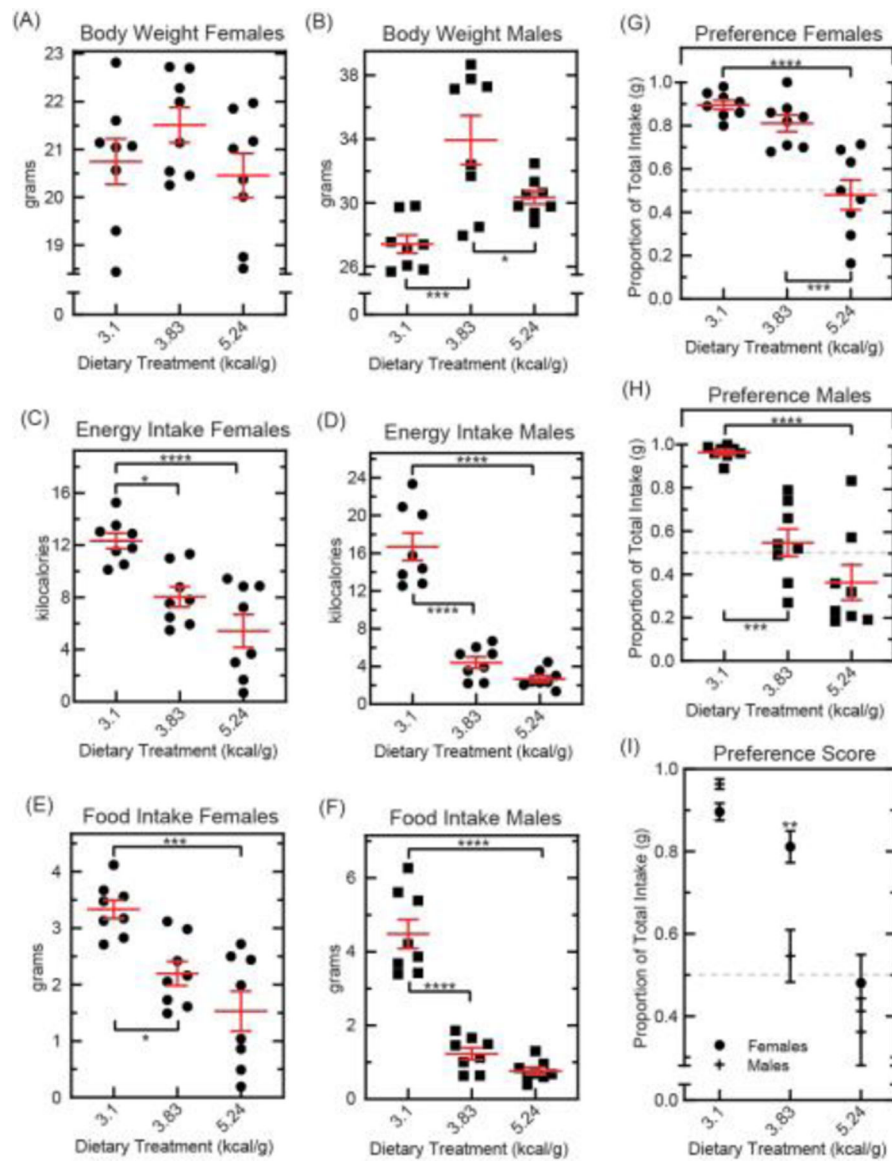 (A)
Body Weight Females
grams
23
22
21
20
19
18
0
3.1
3.83
5.24
Dietary Treatment (kcal/g)
(B)
Body Weight Males
grams
38
34
30
26
0
***
*
3.1
3.83
5.24
Dietary Treatment (kcal/g)
(G)
Preference Females
Proportion of Total Intake (g)
1.0
0.8
0.6
0.4
0.2
0.0
****
***
3.1
3.83
5.24
Dietary Treatment (kcal/g)
(C)
Energy Intake Females
kilocalories
16
12
8
4
0
****
*
3.1
3.83
5.24
Dietary Treatment (kcal/g)
(D)
Energy Intake Males
kilocalories
24
20
16
12
8
4
0
****
****
3.1
3.83
5.24
Dietary Treatment (kcal/g)
(H)
Preference Males
Proportion of Total Intake (g)
1.0
0.8
0.6
0.4
0.2
0.0
****
***
3.1
3.83
5.24
Dietary Treatment (kcal/g)
(E)
Food Intake Females
grams
4
3
2
1
0
***
*
3.1
3.83
5.24
Dietary Treatment (kcal/g)
(F)
Food Intake Males
grams
6
4
2
0
****
****
3.1
3.83
5.24
Dietary Treatment (kcal/g)
(I)
Preference Score
Proportion of Total Intake (g)
1.0
0.8
0.6
0.4
0.0
**
Females
Males
3.1
3.83
5.24
Dietary Treatment (kcal/g)